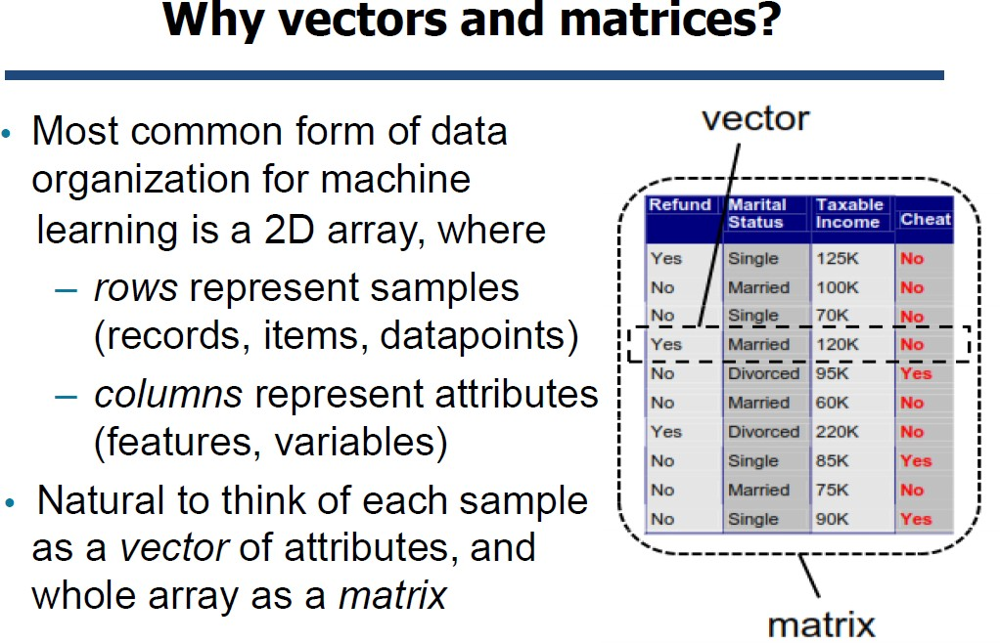 Why vectors and matrices?
• Most common form of data
organization for machine
learning is a 2D array, where
– rows represent samples
(records, items, datapoints)
– columns represent attributes
(features, variables)
• Natural to think of each sample
as a vector of attributes, and
whole array as a matrix
vector
Refund Marital Status Taxable Income Cheat
Yes Single 125K No
No Married 100K No
No Single 70K No
Yes Married 120K No
No Divorced 95K Yes
No Married 60K No
Yes Divorced 220K No
No Single 85K Yes
No Married 75K No
No Single 90K Yes
matrix